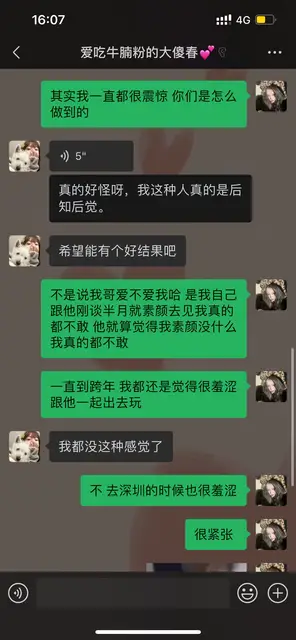 16:07
4G
爱吃牛腩粉的大傻春💕👂🏿
其实我一直都很震惊 你们是怎么
做到的
5"
真的好怪呀，我这种人真的是后
知后觉。
希望能有个好结果吧
不是说我哥爱不爱我哈 是我自己
跟他刚谈半月就素颜去见我真的
都不敢 他就算觉得我素颜没什么
我真的都不敢
一直到跨年 我都还是觉得很羞涩
跟他一起出去玩
我都没这种感觉了
不 去深圳的时候也很羞涩
很紧张